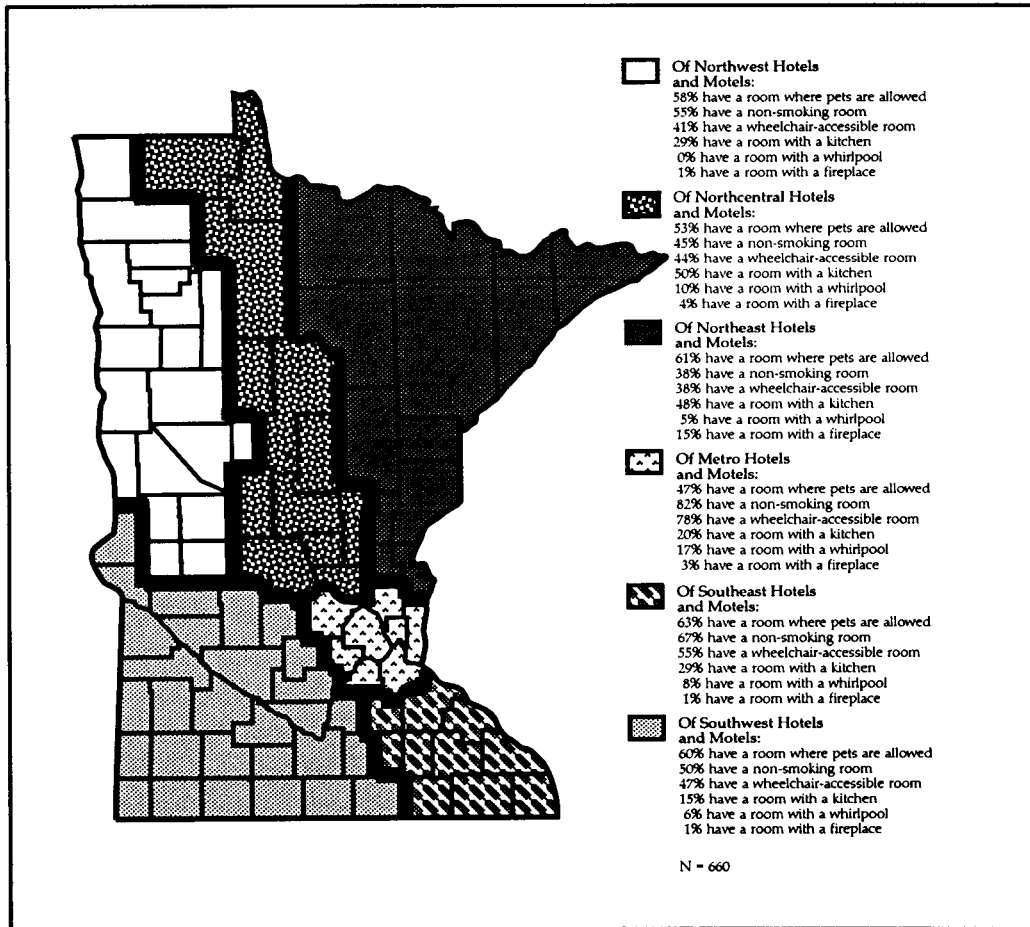 Of Northwest Hotels
and Motels:
58% have a room where pets are allowed
55% have a non-smoking room
41% have a wheelchair-accessible room
29% have a room with a kitchen
0% have a room with a whirlpool
1% have a fireplace
Of Northcentral Hotels
and Motels:
53% have a room where pets are allowed
45% have a non-smoking room
44% have a wheelchair-accessible room
50% have a room with a kitchen
10% have a room with a whirlpool
4% have a room with a fireplace
Of Northeast Hotels
and Motels:
61% have a room where pets are allowed
38% have a non-smoking room
38% have a wheelchair-accessible room
48% have a room with a kitchen
5% have a room with a whirlpool
15% have a room with a fireplace
Of Metro Hotels
and Motels:
47% have a room where pets are allowed
82% have a non-smoking room
78% have a wheelchair-accessible room
20% have a room with a kitchen
17% have a room with a whirlpool
3% have a room with a fireplace
Of Southeast Hotels
and Motels:
63% have a room where pets are allowed
67% have a non-smoking room
55% have a wheelchair-accessible room
29% have a room with a kitchen
8% have a room with a whirlpool
1% have a room with a fireplace
Of Southwest Hotels
and Motels:
60% have a room where pets are allowed
50% have a non-smoking room
47% have a wheelchair-accessible room
15% have a room with a kitchen
6% have a room with a whirlpool
1% have a room with a fireplace
N = 660